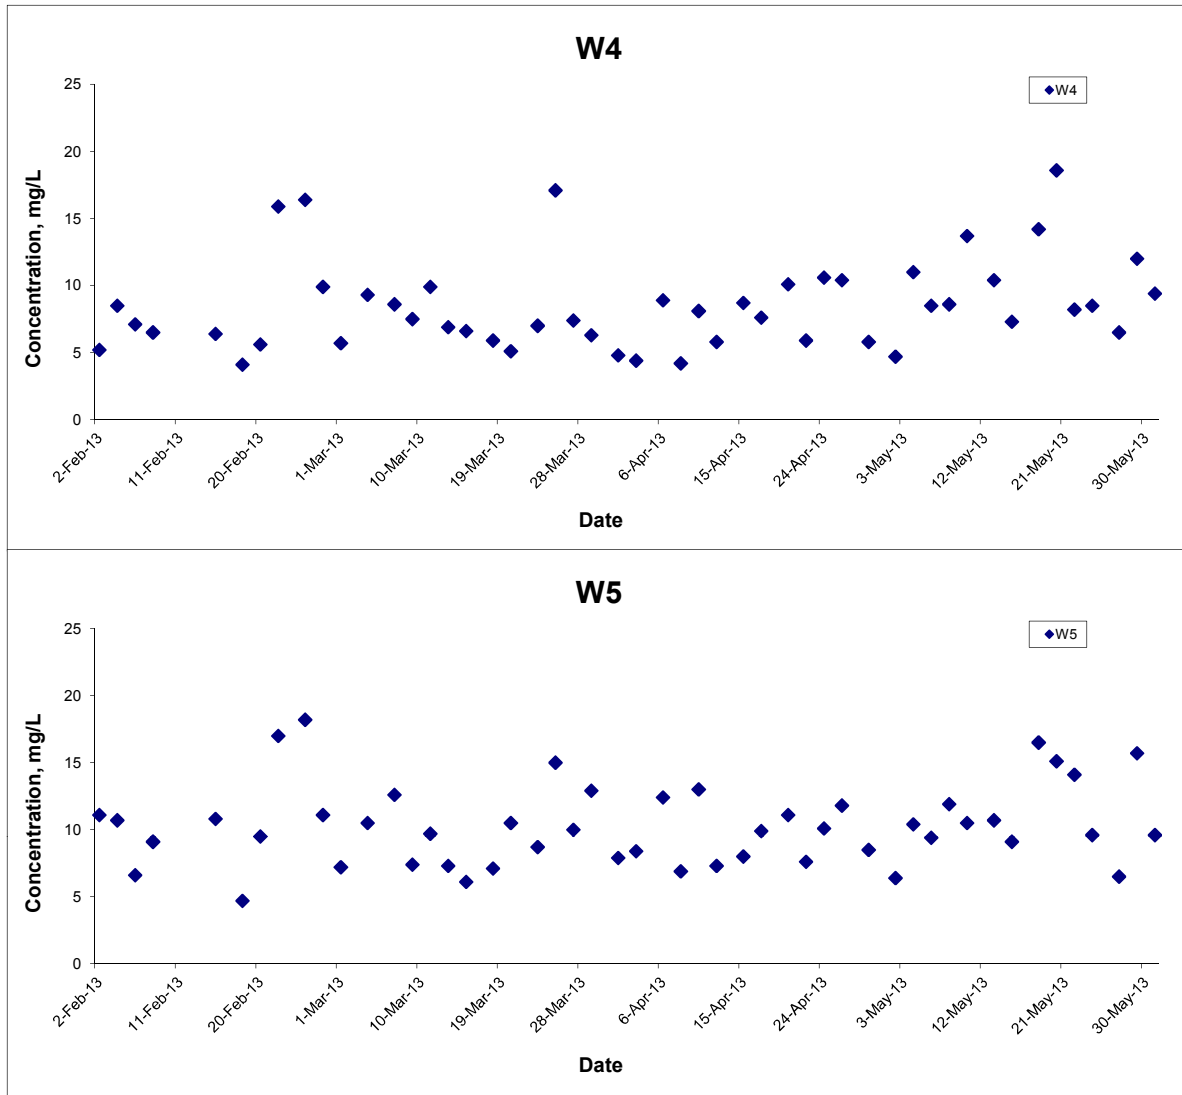 W4
W4
25
20
15
10
5
0
Concentration, mg/L
2-Feb-13
11-Feb-13
20-Feb-13
1-Mar-13
10-Mar-13
19-Mar-13
28-Mar-13
6-Apr-13
15-Apr-13
24-Apr-13
3-May-13
12-May-13
21-May-13
30-May-13
Date
W5
W5
25
20
15
10
5
0
Concentration, mg/L
2-Feb-13
11-Feb-13
20-Feb-13
1-Mar-13
10-Mar-13
19-Mar-13
28-Mar-13
6-Apr-13
15-Apr-13
24-Apr-13
3-May-13
12-May-13
21-May-13
30-May-13
Date